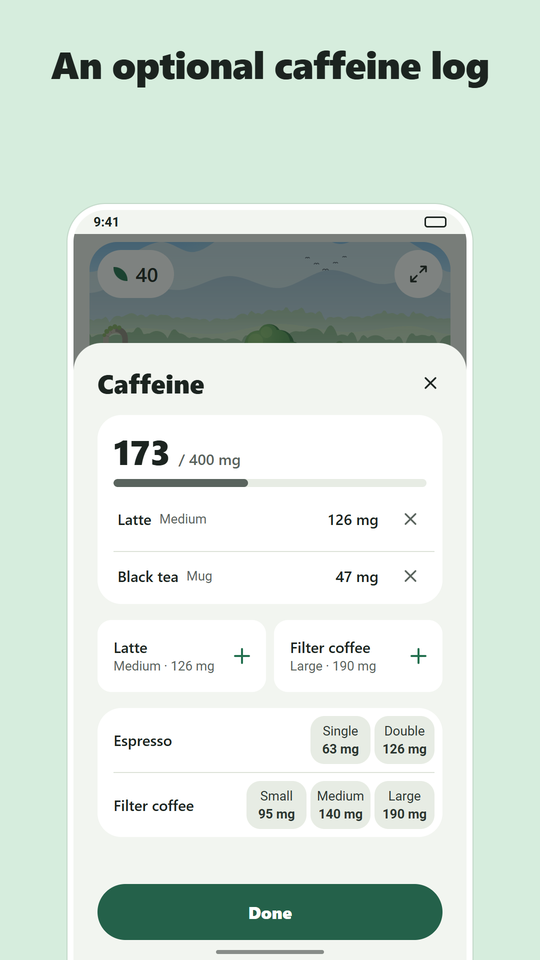 An optional caffeine log
9:41
40
Caffeine
173 / 400 mg
Latte Medium 126 mg
Black tea Mug 47 mg
Latte
Medium · 126 mg
Filter coffee
Large · 190 mg
Espresso
Single
63 mg
Double
126 mg
Filter coffee
Small
95 mg
Medium
140 mg
Large
190 mg
Done